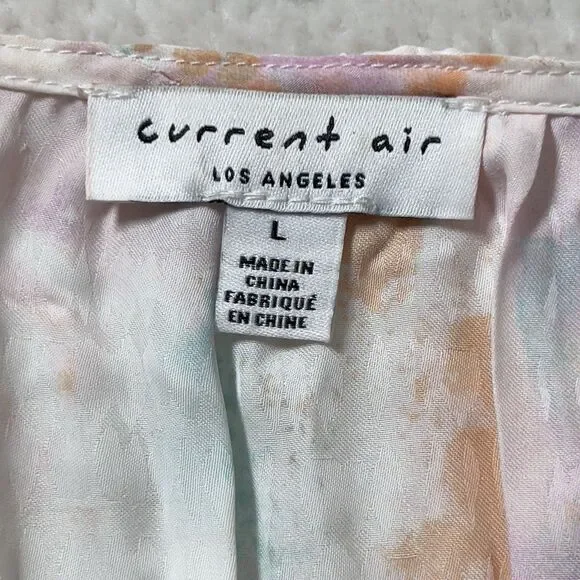 current air
LOS ANGELES
L
MADE IN
CHINA
FABRIQUÉ
EN CHINE